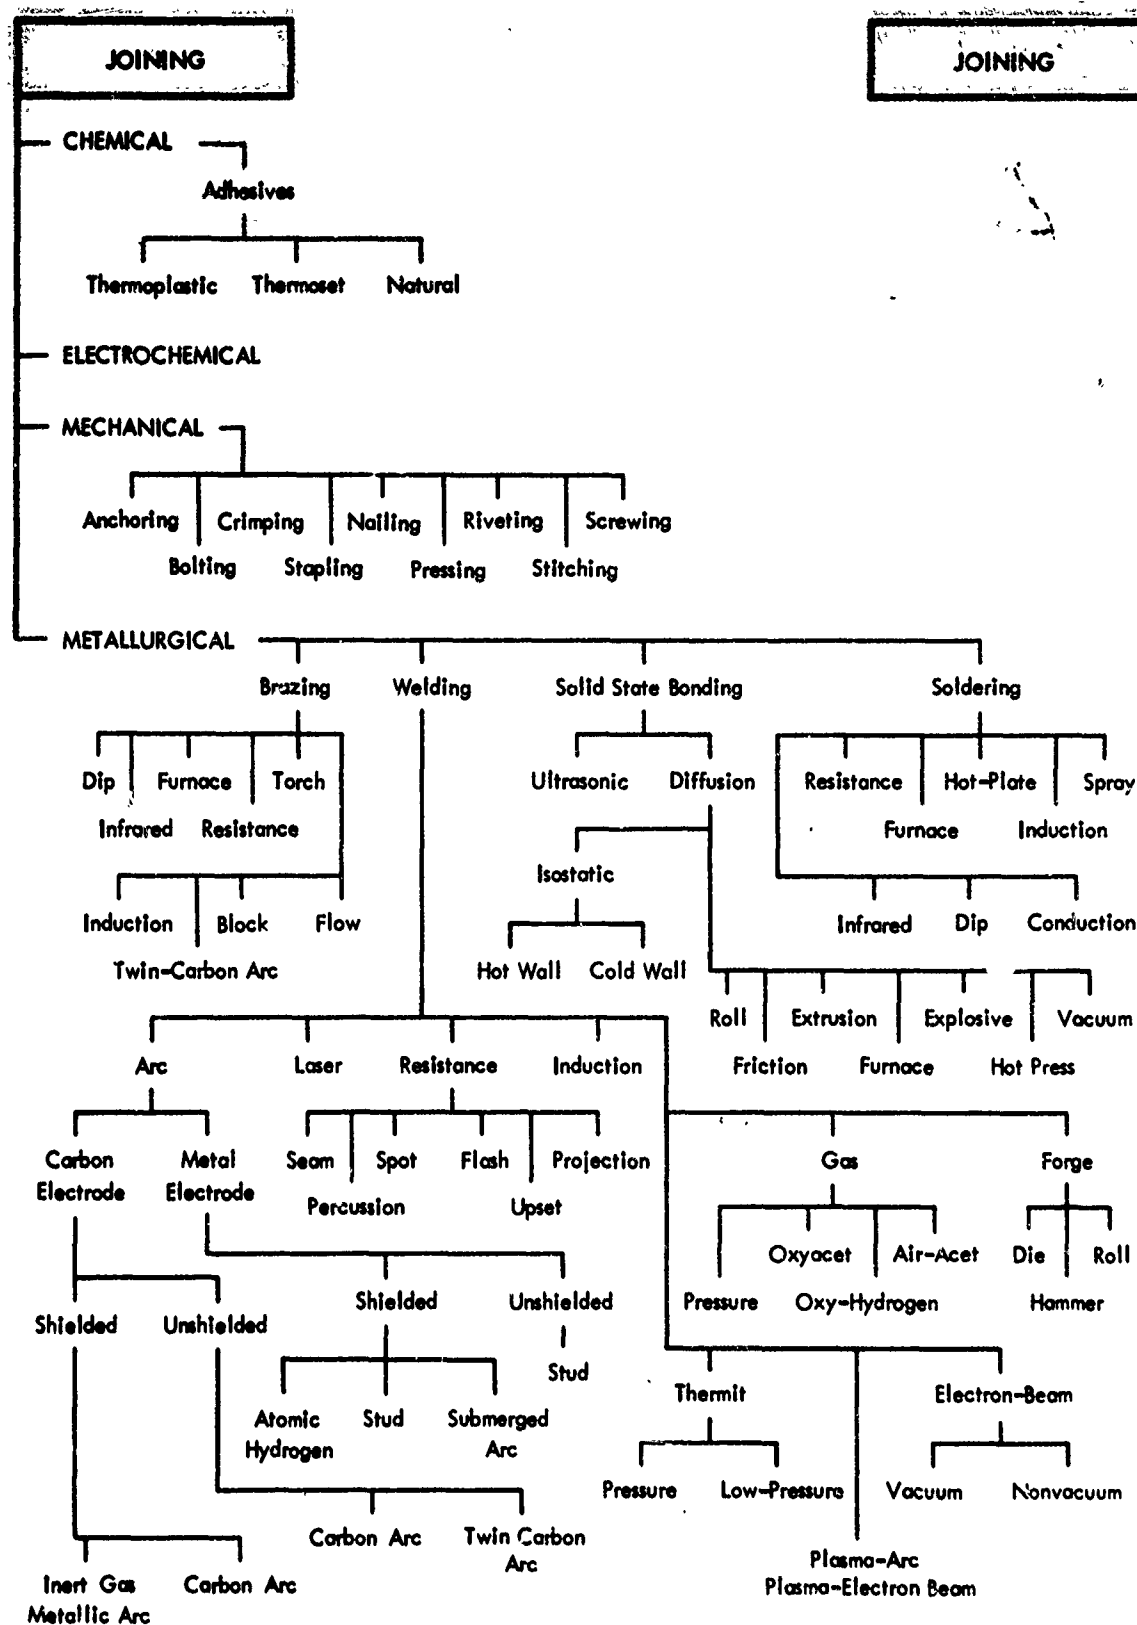 JOINING
JOINING
CHEMICAL
Adhesives
Thermoplastic Thermoset Natural
ELECTROCHEMICAL
MECHANICAL
Anchoring Crimping Nailing Riveting Screwing
Bolting Stapling Pressing Stitching
METALLURGICAL
Brazing Welding Solid State Bonding Soldering
Dip Furnace Torch Ultrasonic Diffusion Resistance Hot-Plate Spray
Infrared Resistance Furnace Induction
Isostatic
Induction Block Flow Infrared Dip Conduction
Twin-Carbon Arc Hot Wall Cold Wall
Roll Extrusion Explosive Vacuum
Arc Laser Resistance Induction Friction Furnace Hot Press
Carbon Metal Seam Spot Flash Projection Gas Forge
Electrode Electrode Percussion Upset
Oxyacet Air-Acet Die Roll
Shielded Unshielded Pressure Oxy-Hydrogen Hammer
Shielded Unshielded
Stud
Thermit Electron-Beam
Atomic Stud Submerged
Hydrogen Arc
Pressure Low-Pressure Vacuum Nonvacuum
Carbon Arc Twin Carbon
Arc
Plasma-Arc
Inert Gas Carbon Arc Plasma-Electron Beam
Metallic Arc